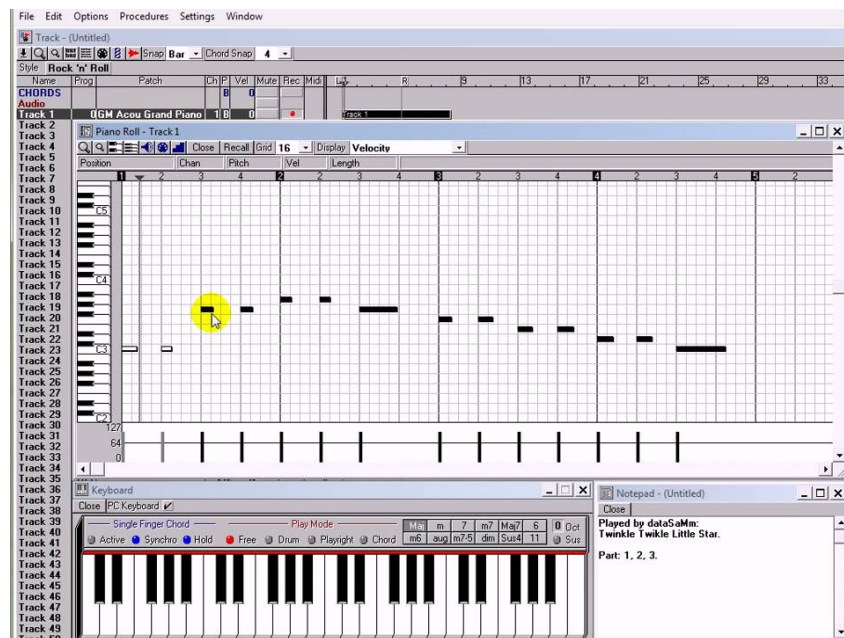 File Edit Options Procedures Settings Window
Track - (Untitled)
Snap Bar Chord Snap 4
Style Rock 'n' Roll
Name Prog Patch Ch P Vel Mute Rec Midi 1 R 9 13 17 21 25 29 33
CHORDS B 0
Audio
Track 1 0 GM Acou Grand Piano 1 B 0 Track 1
Track 2
Track 3
Track 4
Track 5
Track 6
Track 7
Track 8
Track 9
Track 10
Track 11
Track 12
Track 13
Track 14
Track 15
Track 16
Track 17
Track 18
Track 19
Track 20
Track 21
Track 22
Track 23
Track 24
Track 25
Track 26
Track 27
Track 28
Track 29
Track 30
Track 31
Track 32
Track 33
Track 34
Track 35
Track 36
Track 37
Track 38
Track 39
Track 40
Track 41
Track 42
Track 43
Track 44
Track 45
Track 46
Track 47
Track 48
Track 49
Piano Roll - Track 1
Close Recall Grid 16 Display Velocity
Position Chan Pitch Vel Length
1 2 3 4 2 2 3 4 3 2 3 4 4 2 3 4 5 2
C5
C4
C3
C2
127
64
0
Keyboard
Close PC Keyboard
Single Finger Chord Play Mode Maj m 7 m7 Maj7 6 0 Oct
Active Synchro Hold Free Drum Playright Chord m6 aug m7-5 dim Sus4 11 Sus
Notepad - (Untitled)
Close
Played by dataSaMm:
Twinkle Twikle Little Star.
Part: 1, 2, 3.